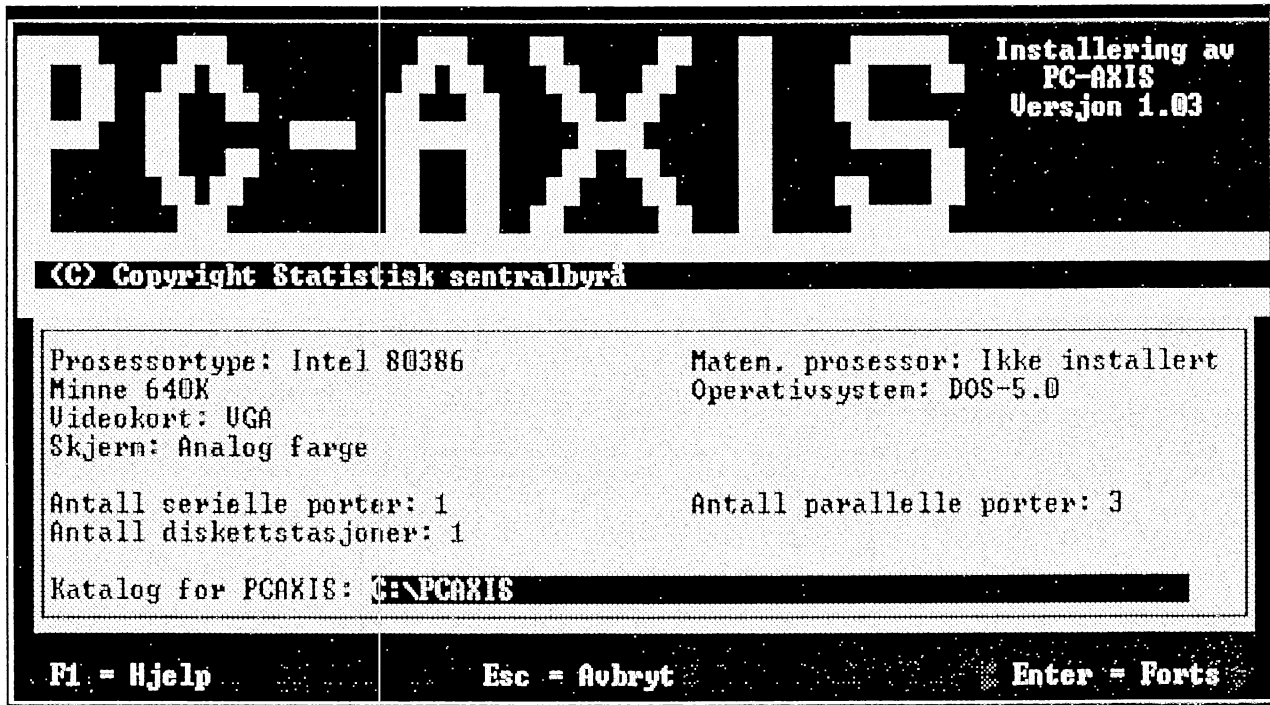 PC-AXIS
Installering av
PC-AXIS
Versjon 1.03
(C) Copyright Statistisk sentralbyrå
Prosessortype: Intel 80386
Matem. prosessor: Ikke installert
Minne 640K
Operativsystem: DOS-5.0
Videokort: VGA
Skjerm: Analog farge
Antall serielle porter: 1
Antall parallelle porter: 3
Antall diskettstasjoner: 1
Katalog for PCAXIS: C:\PCAXIS
F1 = Hjelp
Esc = Avbryt
Enter = Forts